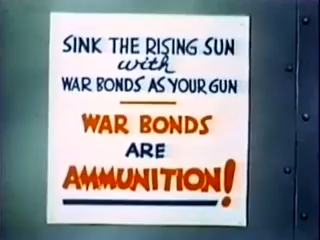 SINK THE RISING SUN
with
WAR BONDS AS YOUR GUN
WAR BONDS
ARE
AMMUNITION!